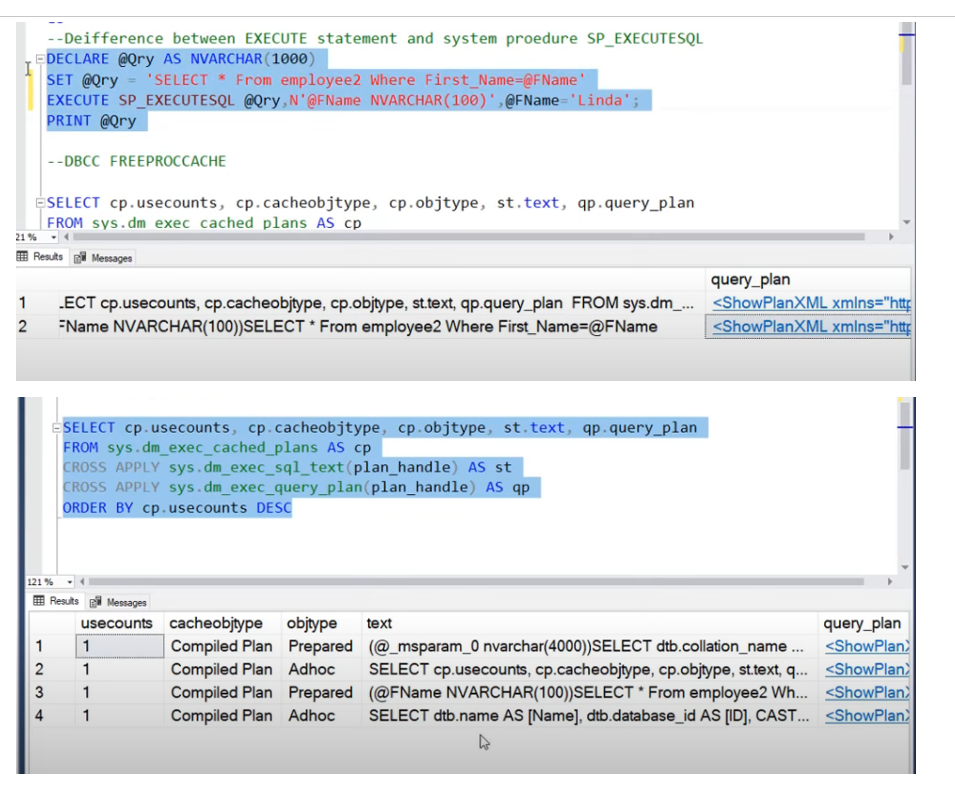 --Deifference between EXECUTE statement and system proedure SP_EXECUTESQL
DECLARE @Qry AS NVARCHAR(1000)
SET @Qry = 'SELECT * From employee2 Where First_Name=@FName'
EXECUTE SP_EXECUTESQL @Qry,N'@FName NVARCHAR(100)',@FName='Linda';
PRINT @Qry
--DBCC FREEPROCCACHE
SELECT cp.usecounts, cp.cacheobjtype, cp.objtype, st.text, qp.query_plan
FROM sys.dm_exec_cached_plans AS cp
21 %
Results Messages
query_plan
1 .ECT cp.usecounts, cp.cacheobjtype, cp.objtype, st.text, qp.query_plan FROM sys.dm_... <ShowPlanXML xmlns="http
2 FName NVARCHAR(100))SELECT * From employee2 Where First_Name=@FName <ShowPlanXML xmlns="http
SELECT cp.usecounts, cp.cacheobjtype, cp.objtype, st.text, qp.query_plan
FROM sys.dm_exec_cached_plans AS cp
CROSS APPLY sys.dm_exec_sql_text(plan_handle) AS st
CROSS APPLY sys.dm_exec_query_plan(plan_handle) AS qp
ORDER BY cp.usecounts DESC
121 %
Results Messages
usecounts cacheobjtype objtype text query_plan
1 1 Compiled Plan Prepared (@_msparam_0 nvarchar(4000))SELECT dtb.collation_name ... <ShowPlan
2 1 Compiled Plan Adhoc SELECT cp.usecounts, cp.cacheobjtype, cp.objtype, st.text, q... <ShowPlan
3 1 Compiled Plan Prepared (@FName NVARCHAR(100))SELECT * From employee2 Wh... <ShowPlan
4 1 Compiled Plan Adhoc SELECT dtb.name AS [Name], dtb.database_id AS [ID], CAST... <ShowPlan